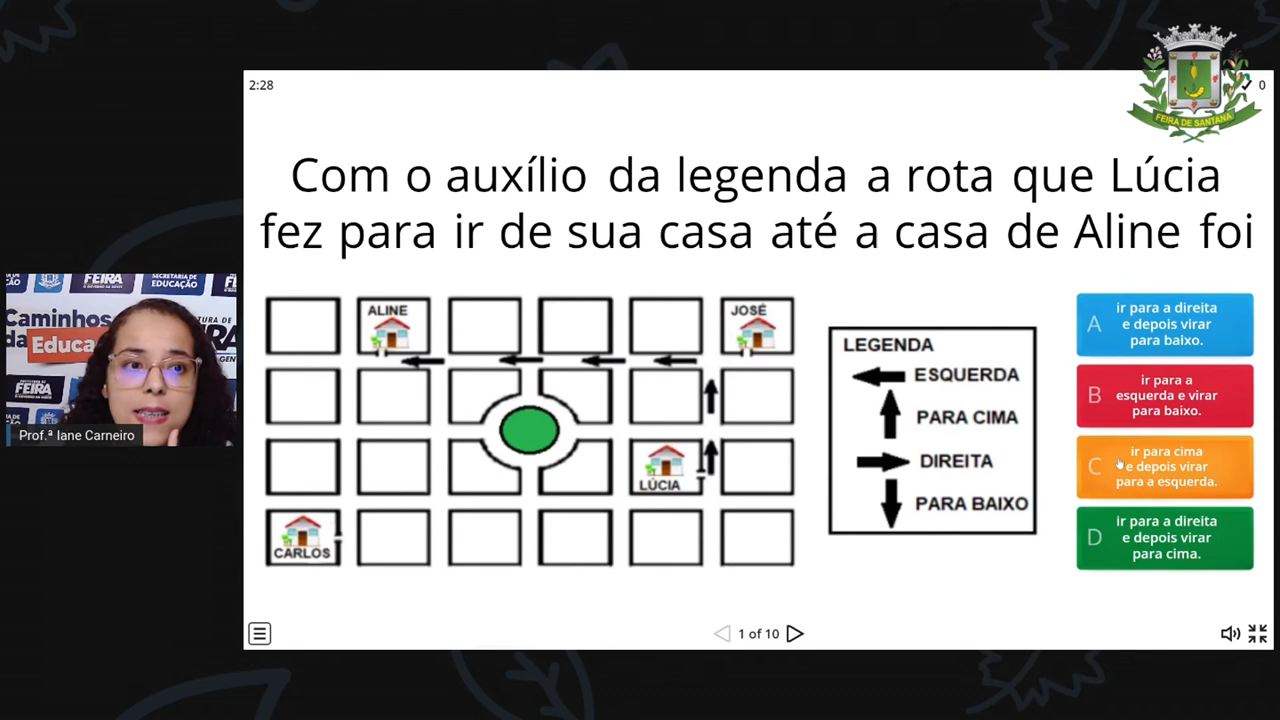 2:28
0
FEIRA DE SANTANA
Com o auxílio da legenda a rota que Lúcia
fez para ir de sua casa até a casa de Aline foi
ALINE
JOSÉ
LÚCIA
CARLOS
LEGENDA
ESQUERDA
PARA CIMA
DIREITA
PARA BAIXO
A
ir para a direita
e depois virar
para baixo.
B
ir para a
esquerda e virar
para baixo.
C
ir para cima
e depois virar
para a esquerda.
D
ir para a direita
e depois virar
para cima.
FEIRA
SECRETARIA DE
EDUCAÇÃO
Caminhos
da Educa
Prof.ª Iane Carneiro
1 of 10